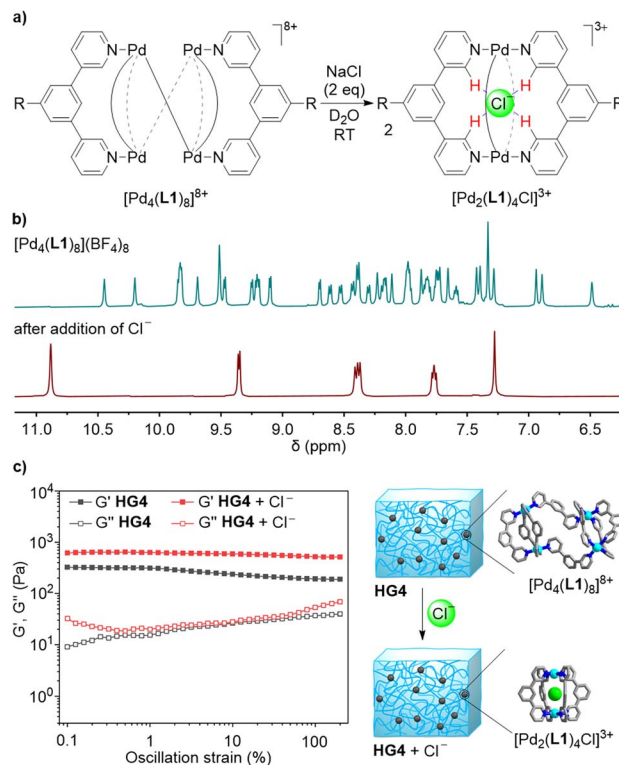 a)
N-Pd Pd-N
8+
R
R
N-Pd Pd-N
[Pd4(L1)8]8+
NaCl
(2 eq)
D2O
RT
2
N-Pd-N
3+
H H
R Cl− R
H H
N-Pd-N
[Pd2(L1)4Cl]3+
b)
[Pd4(L1)8](BF4)8
after addition of Cl−
11.0 10.5 10.0 9.5 9.0 8.5 8.0 7.5 7.0 6.5
δ (ppm)
c)
G' HG4 G' HG4 + Cl−
G" HG4 G" HG4 + Cl−
G', G" (Pa)
10^4
10^3
10^2
10^1
10^0
0.1 1 10 100
Oscillation strain (%)
HG4
[Pd4(L1)8]8+
Cl−
HG4 + Cl−
[Pd2(L1)4Cl]3+